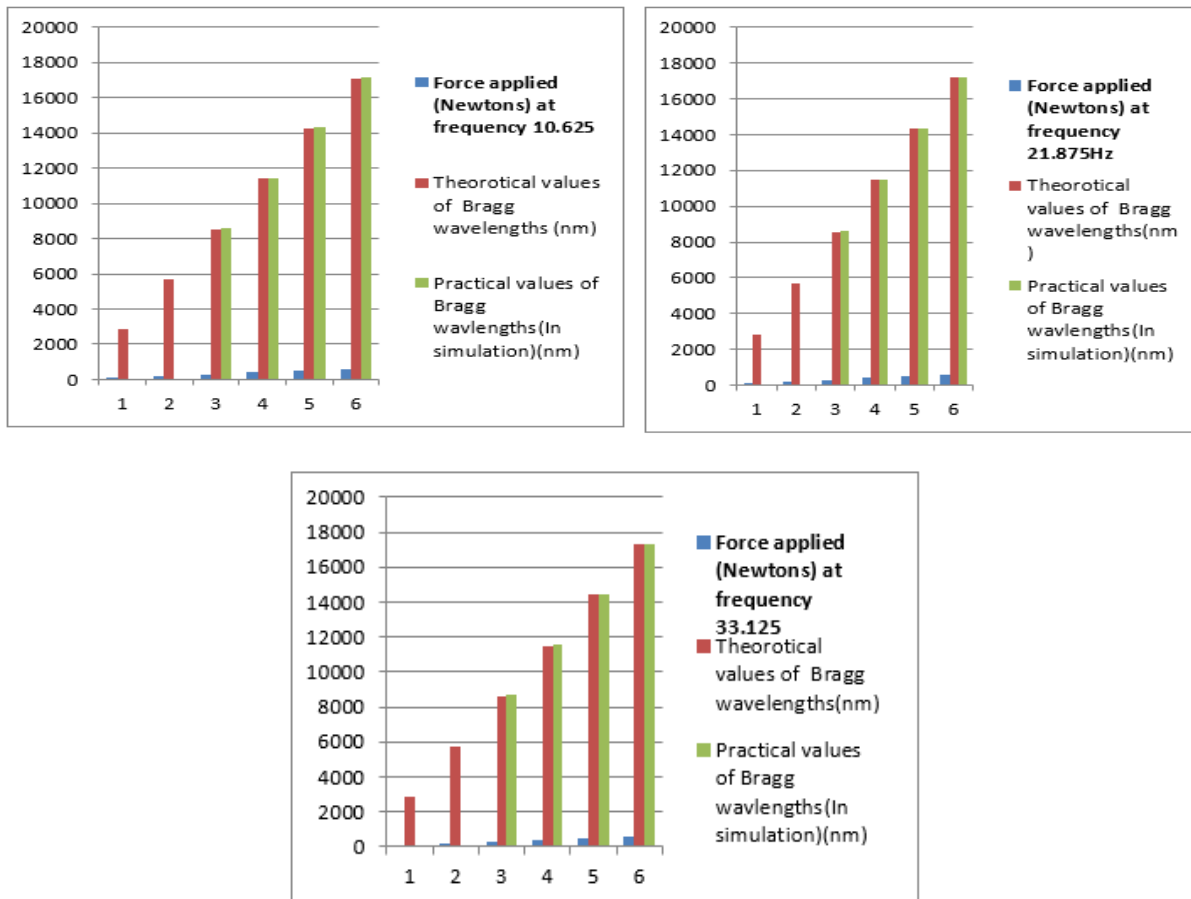 20000
18000
16000
14000
12000
10000
8000
6000
4000
2000
0
1 2 3 4 5 6
Force applied
(Newtons) at
frequency 10.625
Theorotical values
of Bragg
wavelengths (nm)
Practical values of
Bragg
wavlengths(In
simulation)(nm)
20000
18000
16000
14000
12000
10000
8000
6000
4000
2000
0
1 2 3 4 5 6
Force applied
(Newtons) at
frequency
21.875Hz
Theorotical
values of Bragg
wavelengths(nm
)
Practical values
of Bragg
wavlengths(In
simulation)(nm)
20000
18000
16000
14000
12000
10000
8000
6000
4000
2000
0
1 2 3 4 5 6
Force applied
(Newtons) at
frequency
33.125
Theorotical
values of Bragg
wavelengths(nm)
Practical values
of Bragg
wavlengths(In
simulation)(nm)